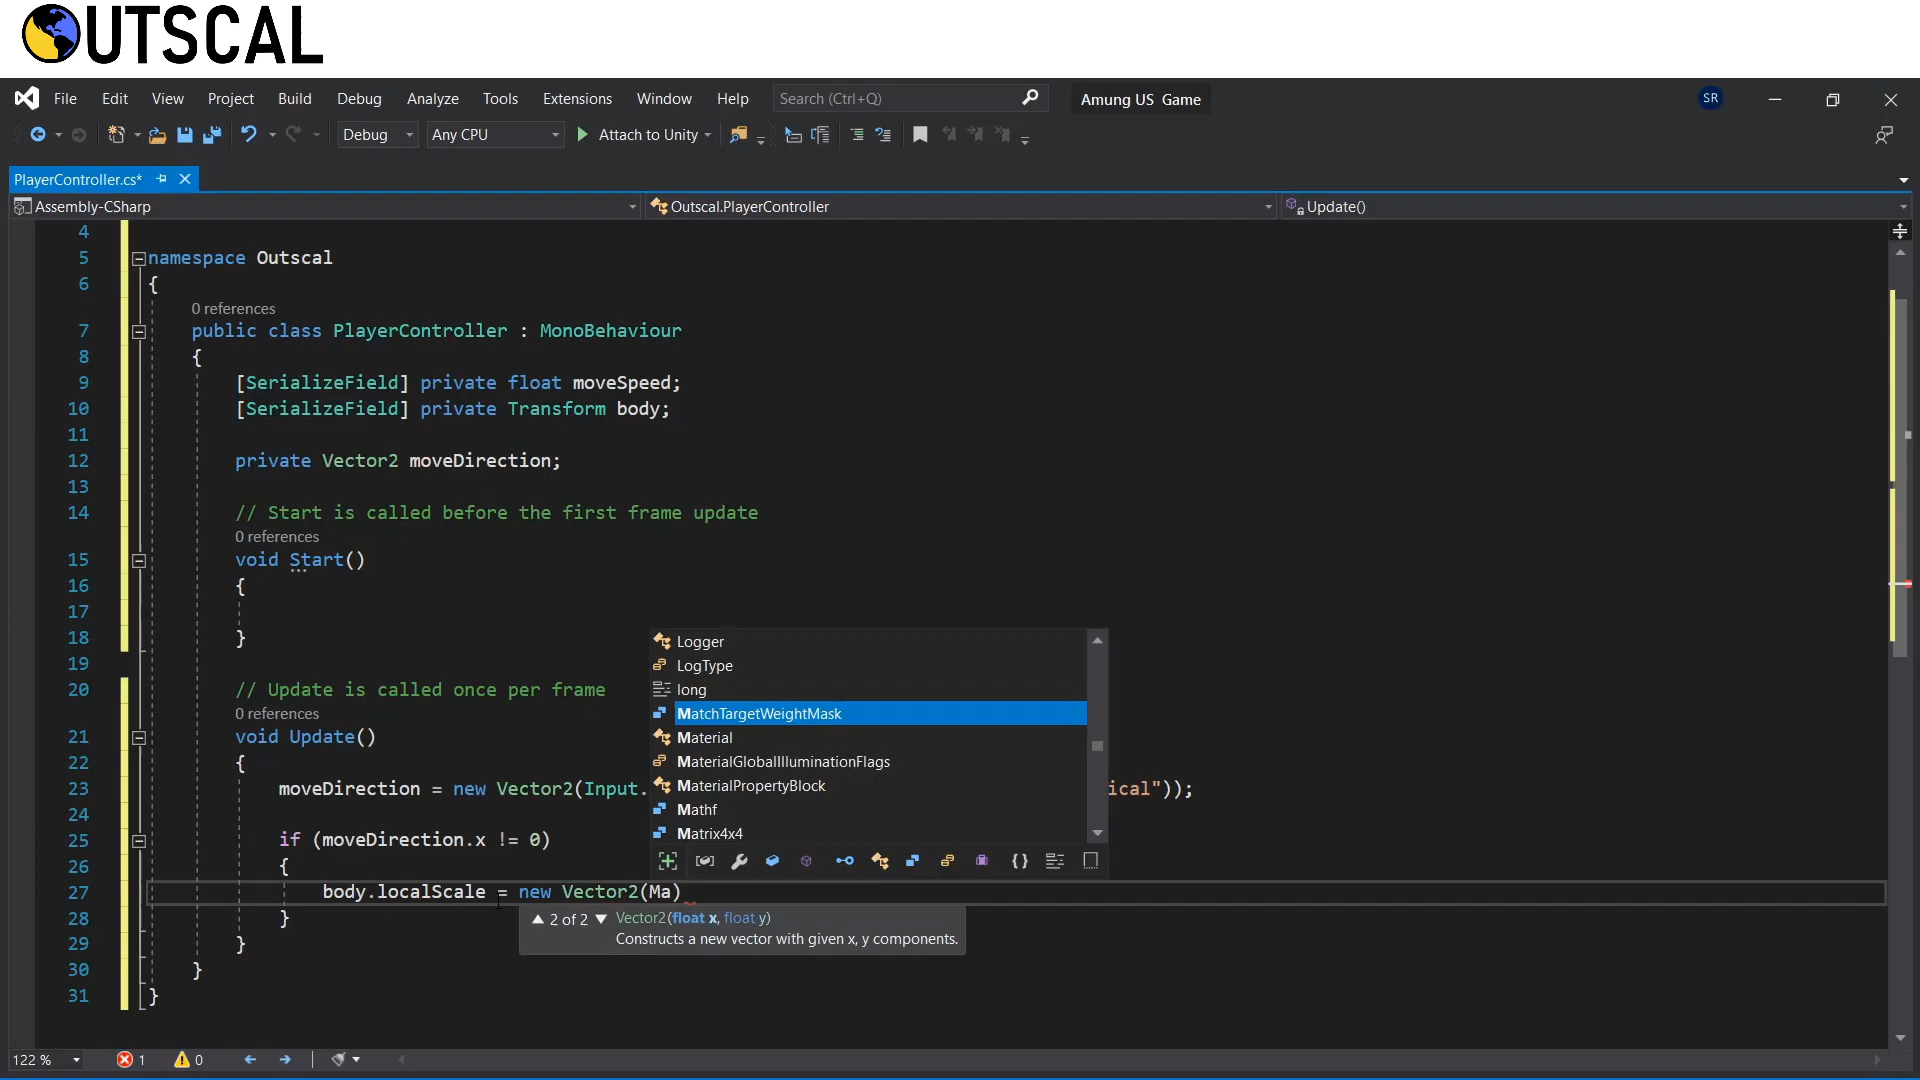 OUTSCAL
File Edit View Project Build Debug Analyze Tools Extensions Window Help Search (Ctrl+Q) Amung US Game SR
Debug Any CPU Attach to Unity
PlayerController.cs*
Assembly-CSharp Outscal.PlayerController Update()
4
5 namespace Outscal
6 {
0 references
7 public class PlayerController : MonoBehaviour
8 {
9 [SerializeField] private float moveSpeed;
10 [SerializeField] private Transform body;
11
12 private Vector2 moveDirection;
13
14 // Start is called before the first frame update
0 references
15 void Start()
16 {
17
18 }
19
20 // Update is called once per frame
0 references
21 void Update()
22 {
23 moveDirection = new Vector2(Input. ical"));
24
25 if (moveDirection.x != 0)
26 {
27 body.localScale = new Vector2(Ma)
28 }
29 }
30 }
31 }
Logger
LogType
long
MatchTargetWeightMask
Material
MaterialGlobalIlluminationFlags
MaterialPropertyBlock
Mathf
Matrix4x4
▲ 2 of 2 ▼ Vector2(float x, float y)
Constructs a new vector with given x, y components.
122 % 1 0